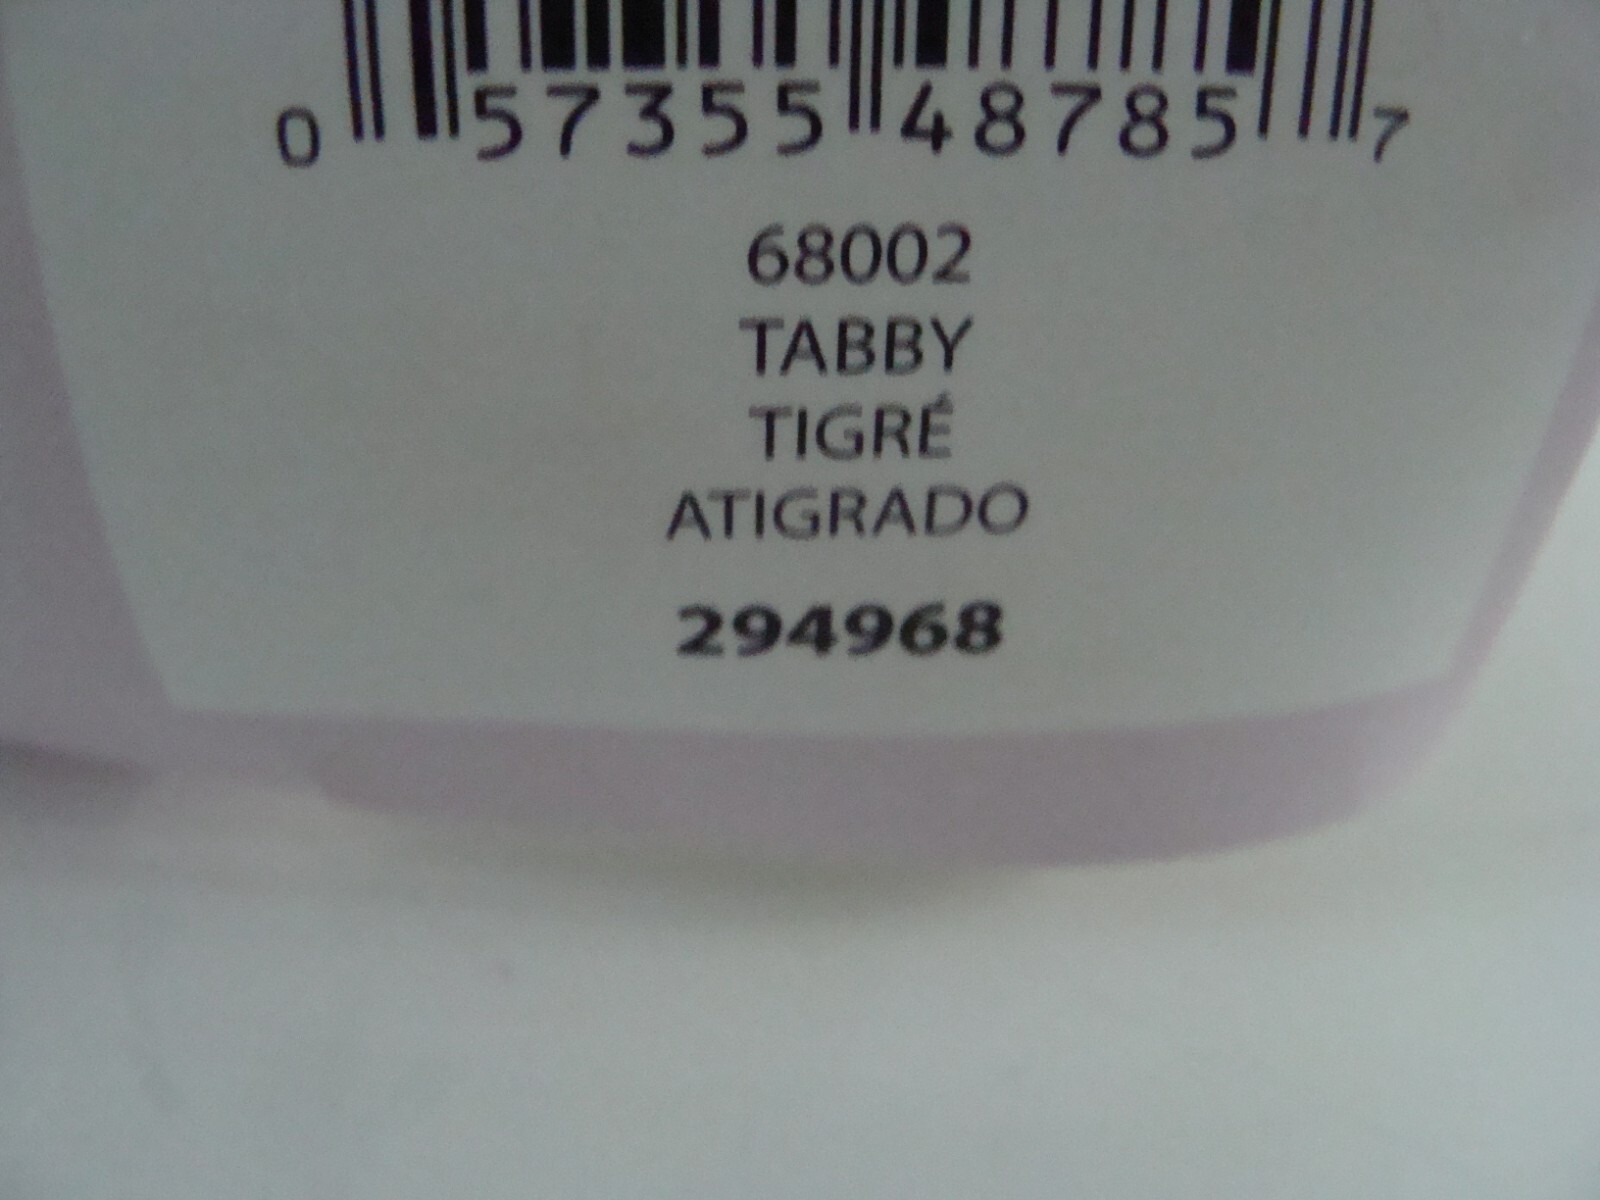 0 57355 48785 7
68002
TABBY
TIGRÉ
ATIGRADO
294968